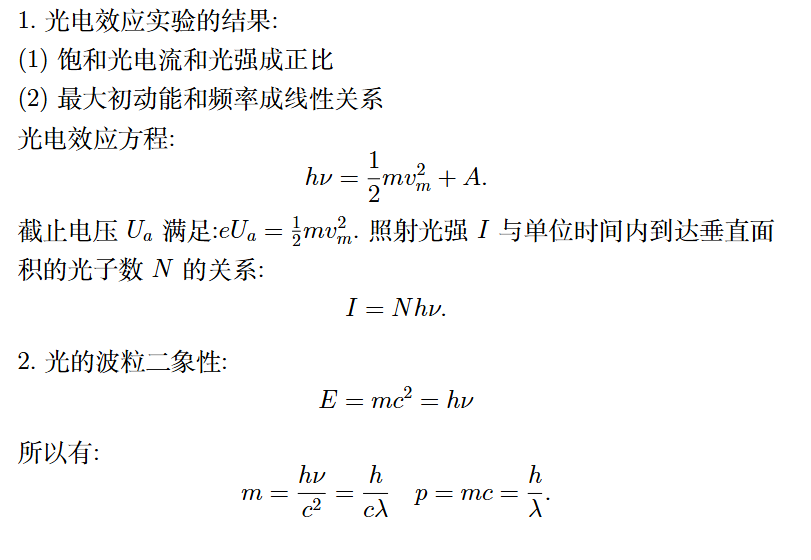 1. 光电效应实验的结果:
(1) 饱和光电流和光强成正比
(2) 最大初动能和频率成线性关系
光电效应方程:
$$h\nu = \frac{1}{2}mv_m^2 + A.$$
截止电压 $U_a$ 满足:$eU_a = \frac{1}{2}mv_m^2$. 照射光强 $I$ 与单位时间内到达垂直面
积的光子数 $N$ 的关系:
$$I = Nh\nu.$$
2. 光的波粒二象性:
$$E = mc^2 = h\nu$$
所以有:
$$m = \frac{h\nu}{c^2} = \frac{h}{c\lambda} \quad p = mc = \frac{h}{\lambda}.$$